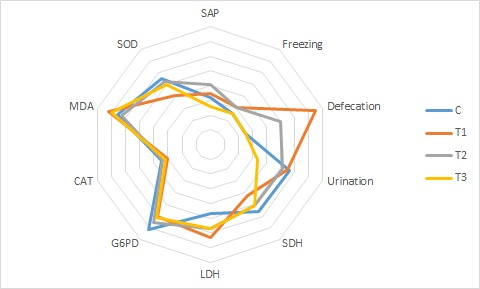 SAP
SOD
Freezing
MDA
Defecation
C
T1
T2
T3
CAT
Urination
G6PD
SDH
LDH